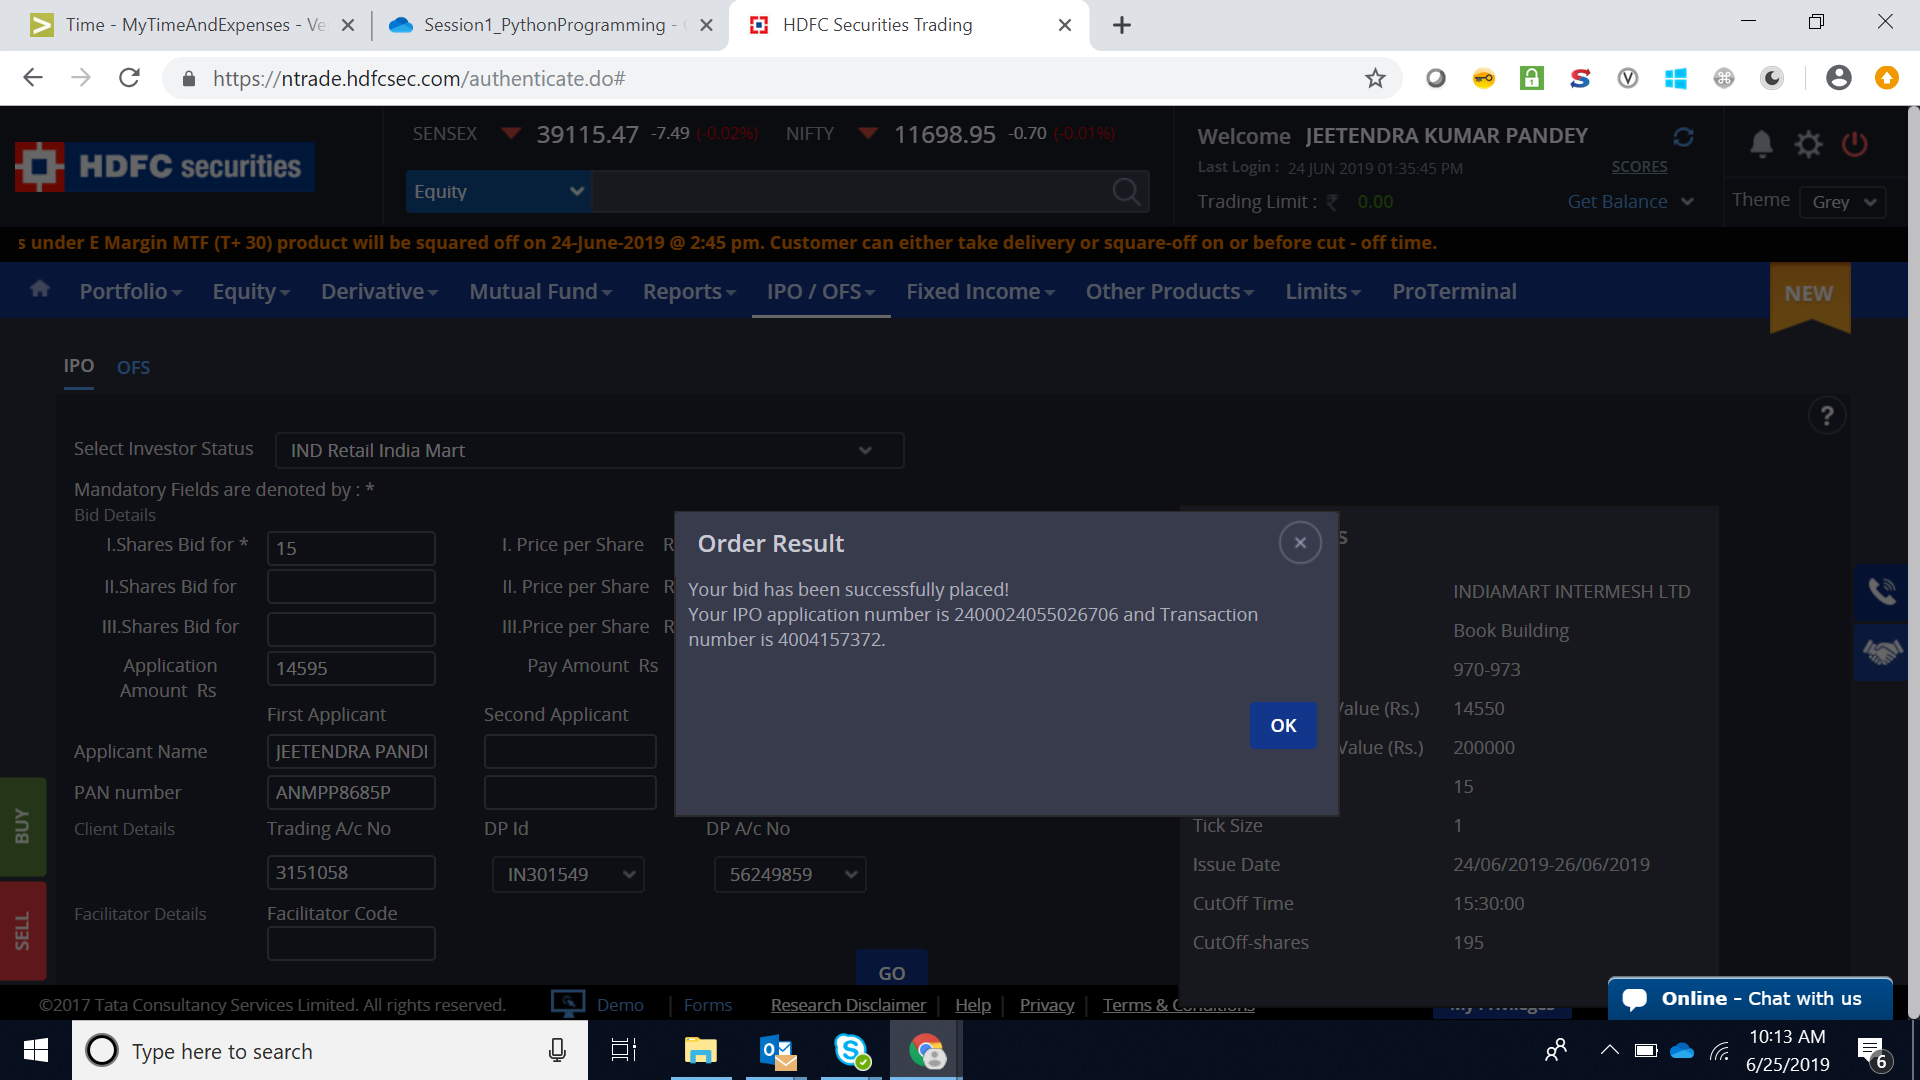 Time - MyTimeAndExpenses - Ve
Session1_PythonProgramming -
HDFC Securities Trading
https://ntrade.hdfcsec.com/authenticate.do#
SENSEX 39115.47 -7.49 (-0.02%) NIFTY 11698.95 -0.70 (-0.01%)
Welcome JEETENDRA KUMAR PANDEY
HDFC securities
Last Login : 24 JUN 2019 01:35:45 PM SCORES
Equity
Trading Limit : ₹ 0.00 Get Balance
Theme Grey
s under E Margin MTF (T+ 30) product will be squared off on 24-June-2019 @ 2:45 pm. Customer can either take delivery or square-off on or before cut - off time.
Portfolio Equity Derivative Mutual Fund Reports IPO / OFS Fixed Income Other Products Limits ProTerminal NEW
IPO OFS
?
Select Investor Status IND Retail India Mart
Mandatory Fields are denoted by : *
Bid Details
I.Shares Bid for * 15 I. Price per Share R
II.Shares Bid for II. Price per Share R
III.Shares Bid for III.Price per Share R
Application Amount Rs 14595 Pay Amount Rs
First Applicant Second Applicant
Applicant Name JEETENDRA PANDI
PAN number ANMPP8685P
Client Details Trading A/c No DP Id DP A/c No
3151058 IN301549 56249859
Facilitator Details Facilitator Code
GO
Order Result
Your bid has been successfully placed!
Your IPO application number is 2400024055026706 and Transaction
number is 4004157372.
OK
s
INDIAMART INTERMESH LTD
Book Building
970-973
Value (Rs.) 14550
Value (Rs.) 200000
15
Tick Size 1
Issue Date 24/06/2019-26/06/2019
CutOff Time 15:30:00
CutOff-shares 195
BUY
SELL
©2017 Tata Consultancy Services Limited. All rights reserved. Demo | Forms Research Disclaimer | Help | Privacy | Terms & Conditions
My Privileges
Online - Chat with us
Type here to search
10:13 AM
6/25/2019
6